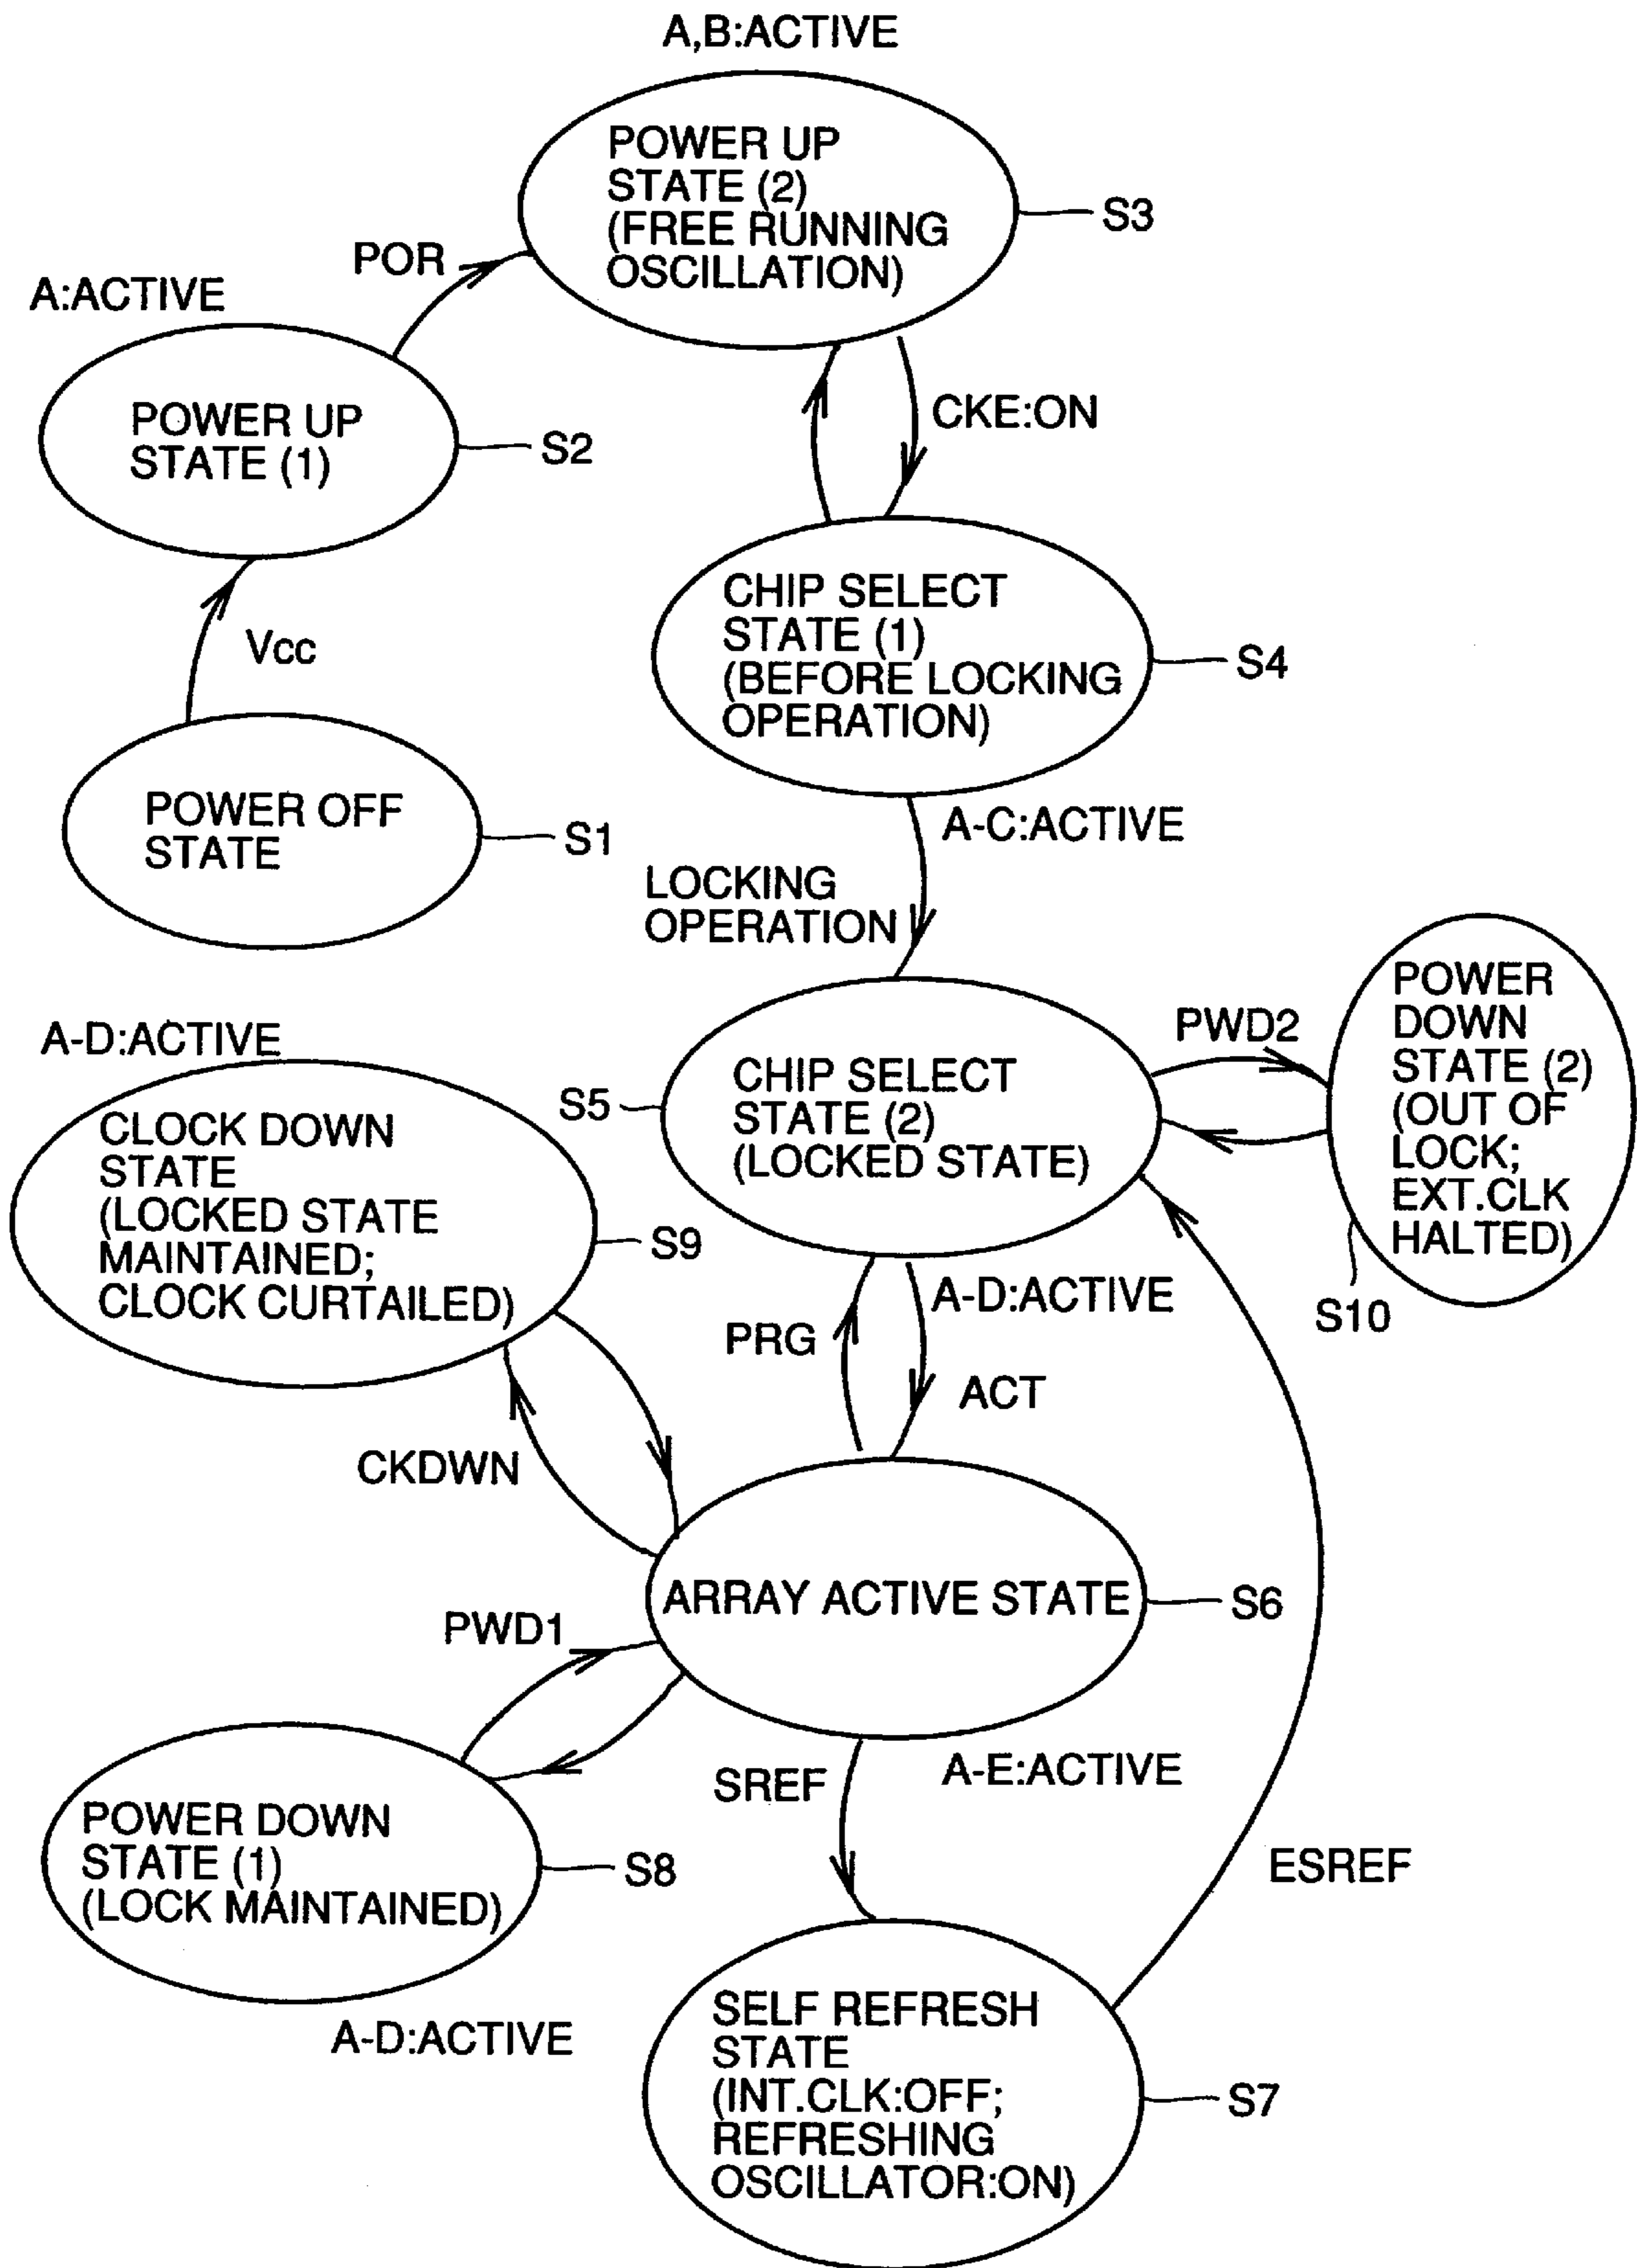 A,B:ACTIVE
POWER UP
STATE (2)
(FREE RUNNING
OSCILLATION)
S3
POR
A:ACTIVE
POWER UP
STATE (1)
S2
CKE:ON
Vcc
CHIP SELECT
STATE (1)
(BEFORE LOCKING
OPERATION)
S4
POWER OFF
STATE
S1
A-C:ACTIVE
LOCKING
OPERATION
POWER
DOWN
STATE (2)
(OUT OF
LOCK;
EXT.CLK
HALTED)
S10
PWD2
A-D:ACTIVE
CLOCK DOWN
STATE
(LOCKED STATE
MAINTAINED;
CLOCK CURTAILED)
S9
S5
CHIP SELECT
STATE (2)
(LOCKED STATE)
A-D:ACTIVE
PRG
ACT
CKDWN
ARRAY ACTIVE STATE
S6
PWD1
SREF
A-E:ACTIVE
POWER DOWN
STATE (1)
(LOCK MAINTAINED)
S8
ESREF
A-D:ACTIVE
SELF REFRESH
STATE
(INT.CLK:OFF;
REFRESHING
OSCILLATOR:ON)
S7